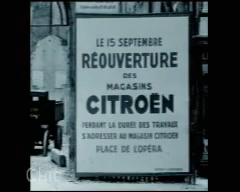 LE 15 SEPTEMBRE
RÉOUVERTURE
DES
MAGASINS
CITROËN
PENDANT LA DURÉE DES TRAVAUX
S'ADRESSER AU MAGASIN CITROËN
PLACE DE L'OPÉRA